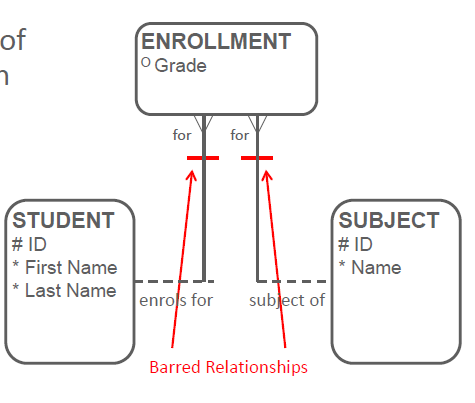 of
n
ENROLLMENT
O Grade
for for
STUDENT
# ID
* First Name
* Last Name
SUBJECT
# ID
* Name
enrols for
subject of
Barred Relationships